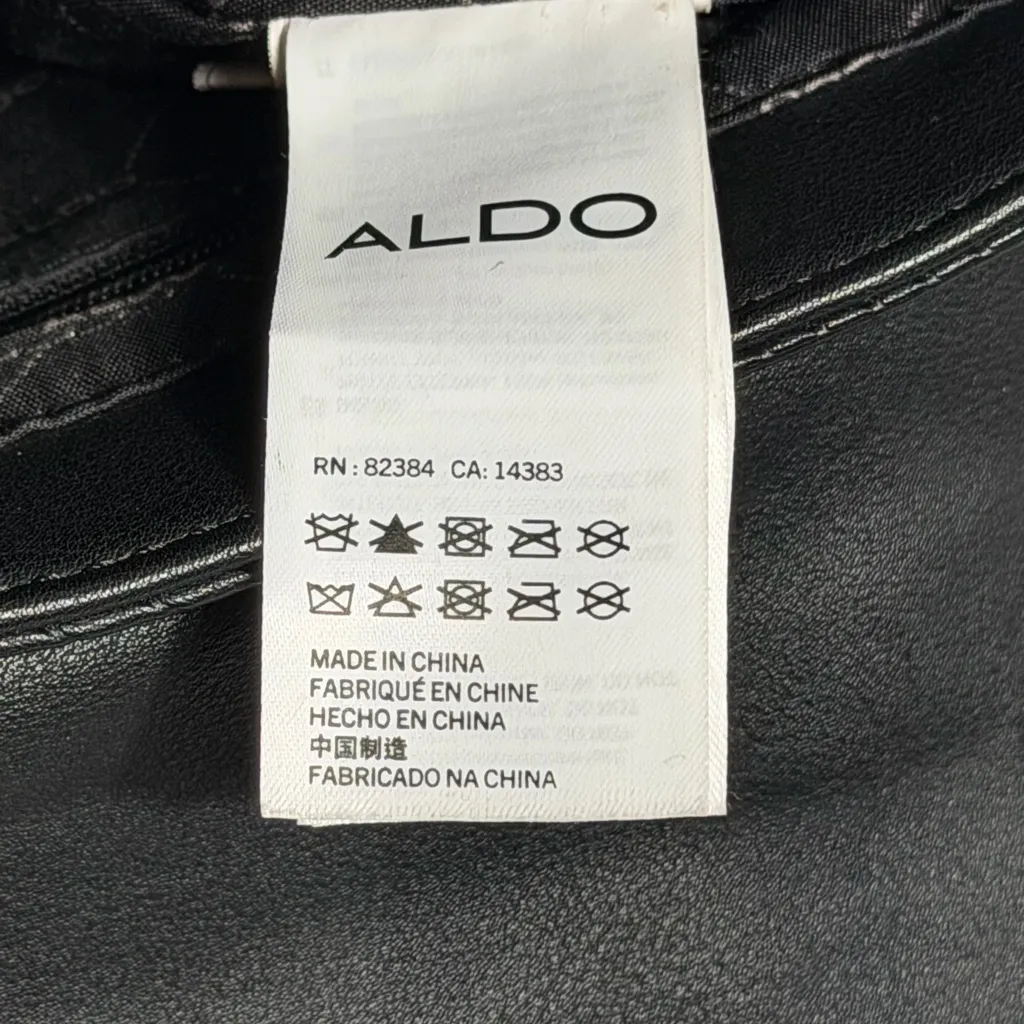 ALDO
RN : 82384 CA: 14383
MADE IN CHINA
FABRIQUÉ EN CHINE
HECHO EN CHINA
中国制造
FABRICADO NA CHINA